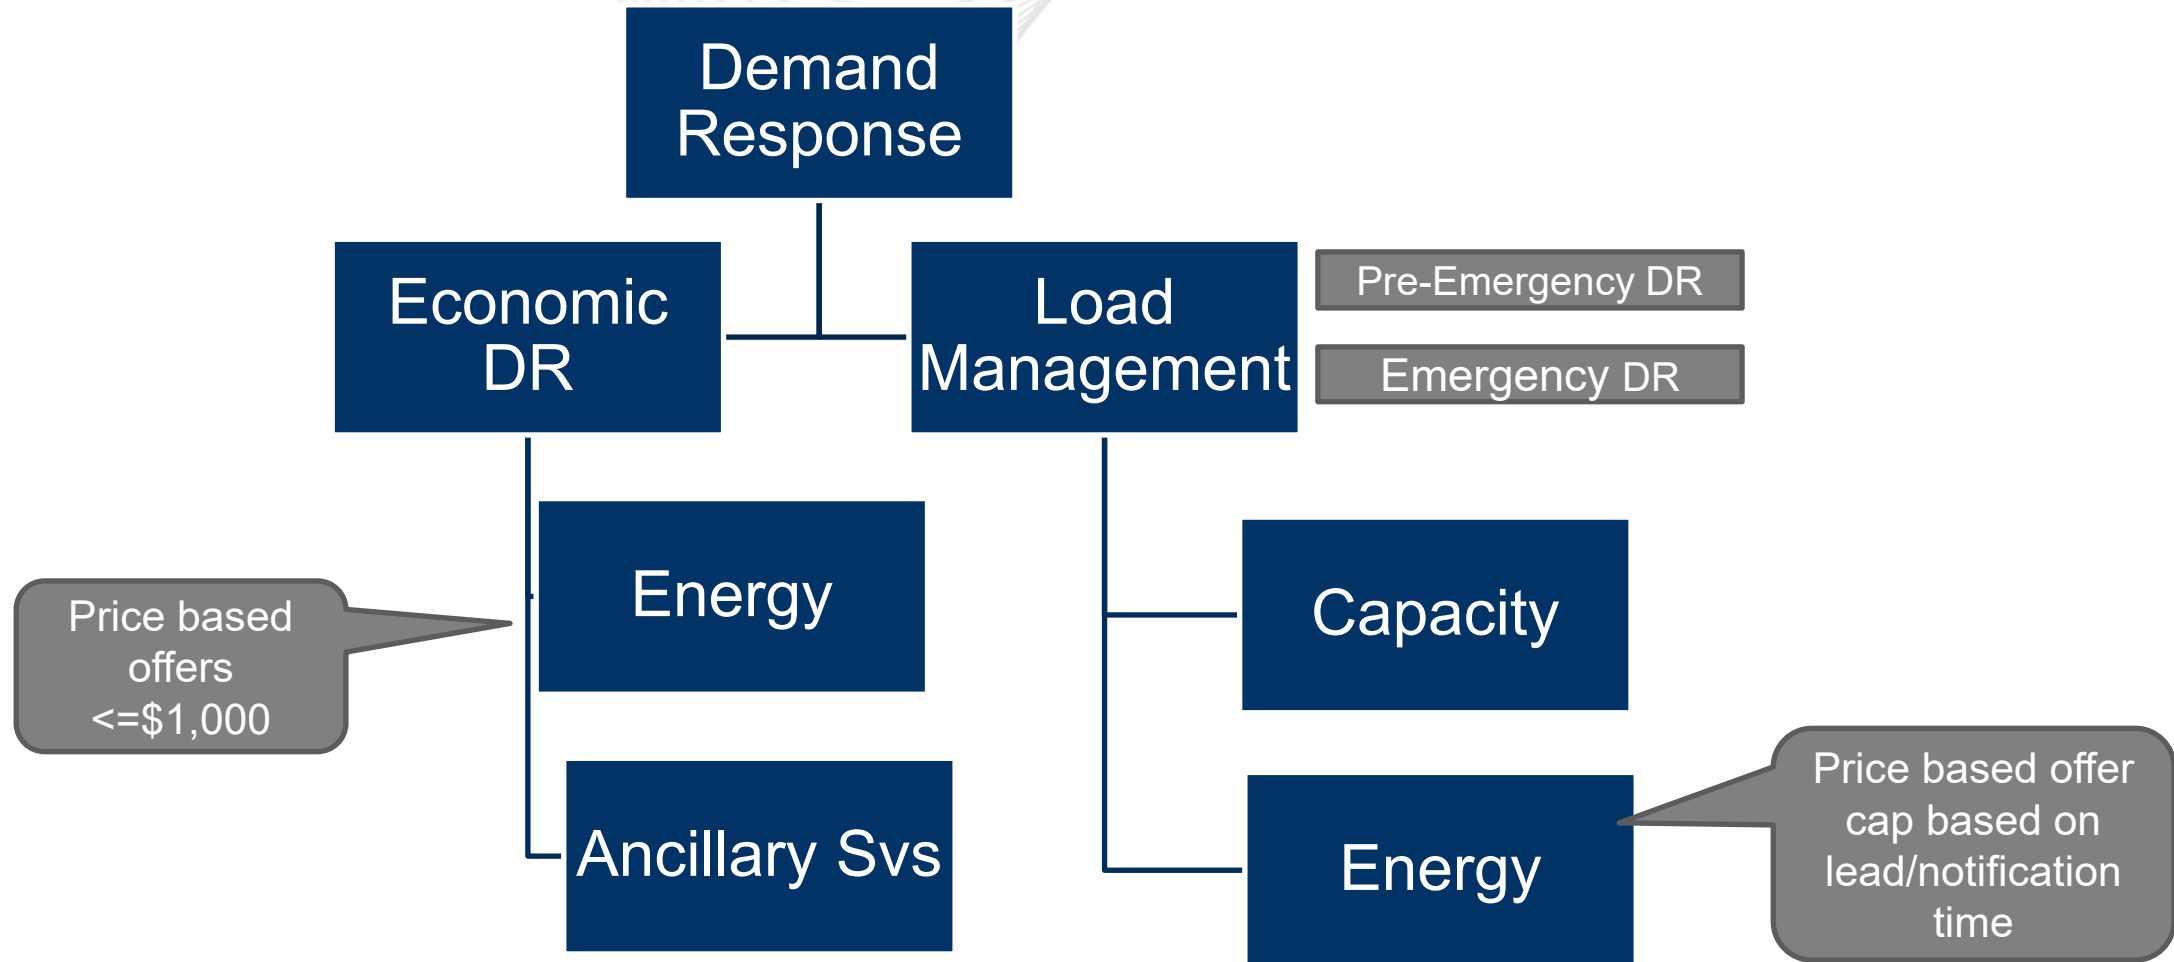 Demand
Response
Economic
DR
Load
Management
Pre-Emergency DR
Emergency DR
Energy
Capacity
Price based
offers
<=$1,000
Ancillary Svs
Energy
Price based offer
cap based on
lead/notification
time